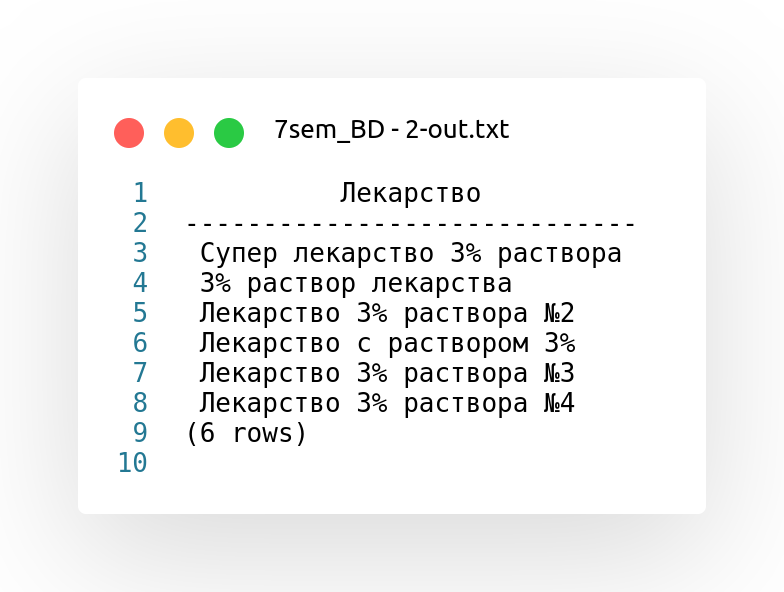 7sem_BD - 2-out.txt
1 Лекарство
2 -----------------------------
3 Супер лекарство 3% раствора
4 3% раствор лекарства
5 Лекарство 3% раствора №2
6 Лекарство с раствором 3%
7 Лекарство 3% раствора №3
8 Лекарство 3% раствора №4
9 (6 rows)
10